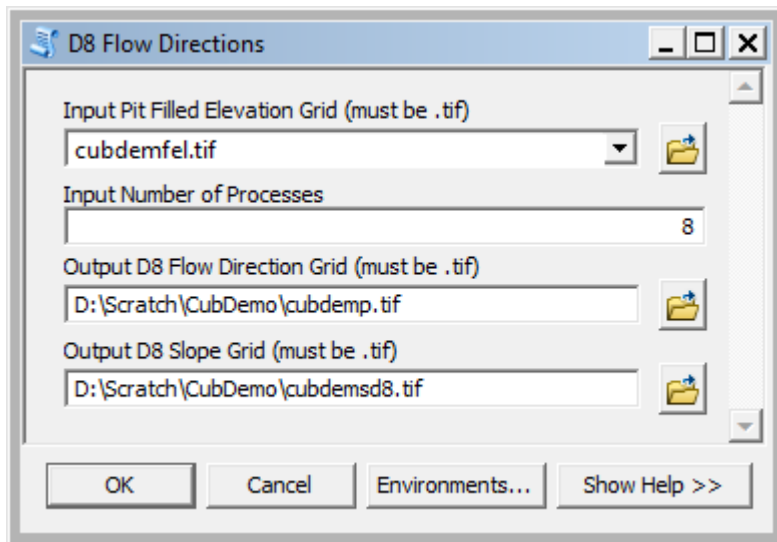 D8 Flow Directions
Input Pit Filled Elevation Grid (must be .tif)
cubdemfel.tif
Input Number of Processes
8
Output D8 Flow Direction Grid (must be .tif)
D:\Scratch\CubDemo\cubdemp.tif
Output D8 Slope Grid (must be .tif)
D:\Scratch\CubDemo\cubdemsd8.tif
OK Cancel Environments... Show Help >>